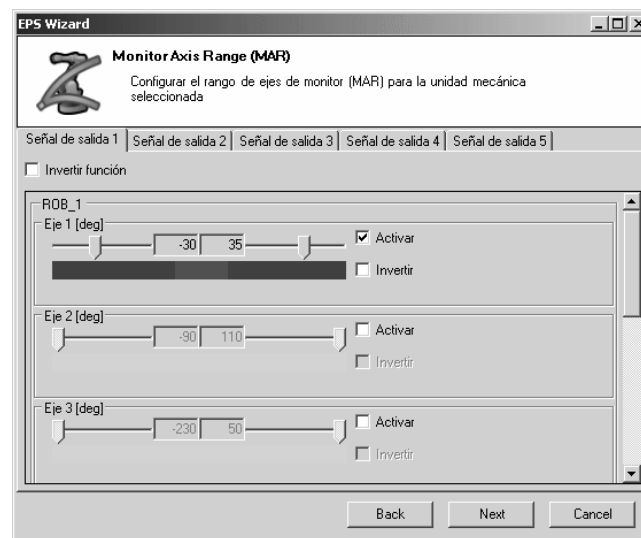 EPS Wizard
Monitor Axis Range (MAR)
Configurar el rango de ejes de monitor (MAR) para la unidad mecánica
seleccionada
Señal de salida 1 Señal de salida 2 Señal de salida 3 Señal de salida 4 Señal de salida 5
Invertir función
ROB_1
Eje 1 [deg]
-30 35 Activar
Invertir
Eje 2 [deg]
-90 110 Activar
Invertir
Eje 3 [deg]
-230 50 Activar
Invertir
Back Next Cancel